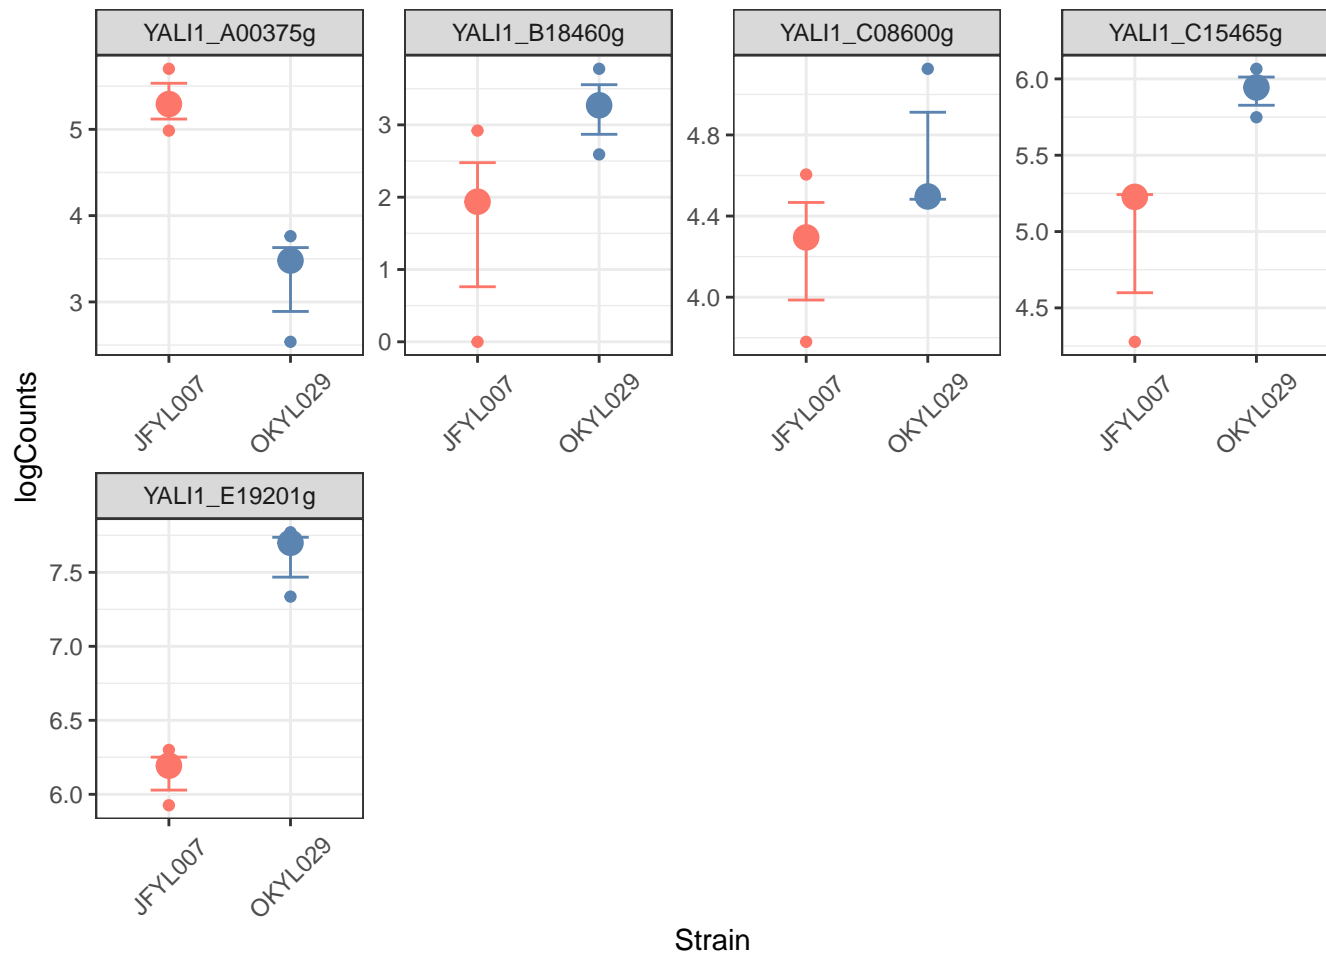 YALI1_A00375g
YALI1_B18460g
YALI1_C08600g
YALI1_C15465g
5
4
3
3
2
1
0
4.8
4.4
4.0
6.0
5.5
5.0
4.5
JFYL007
OKYL029
JFYL007
OKYL029
JFYL007
OKYL029
JFYL007
OKYL029
logCounts
YALI1_E19201g
7.5
7.0
6.5
6.0
JFYL007
OKYL029
Strain